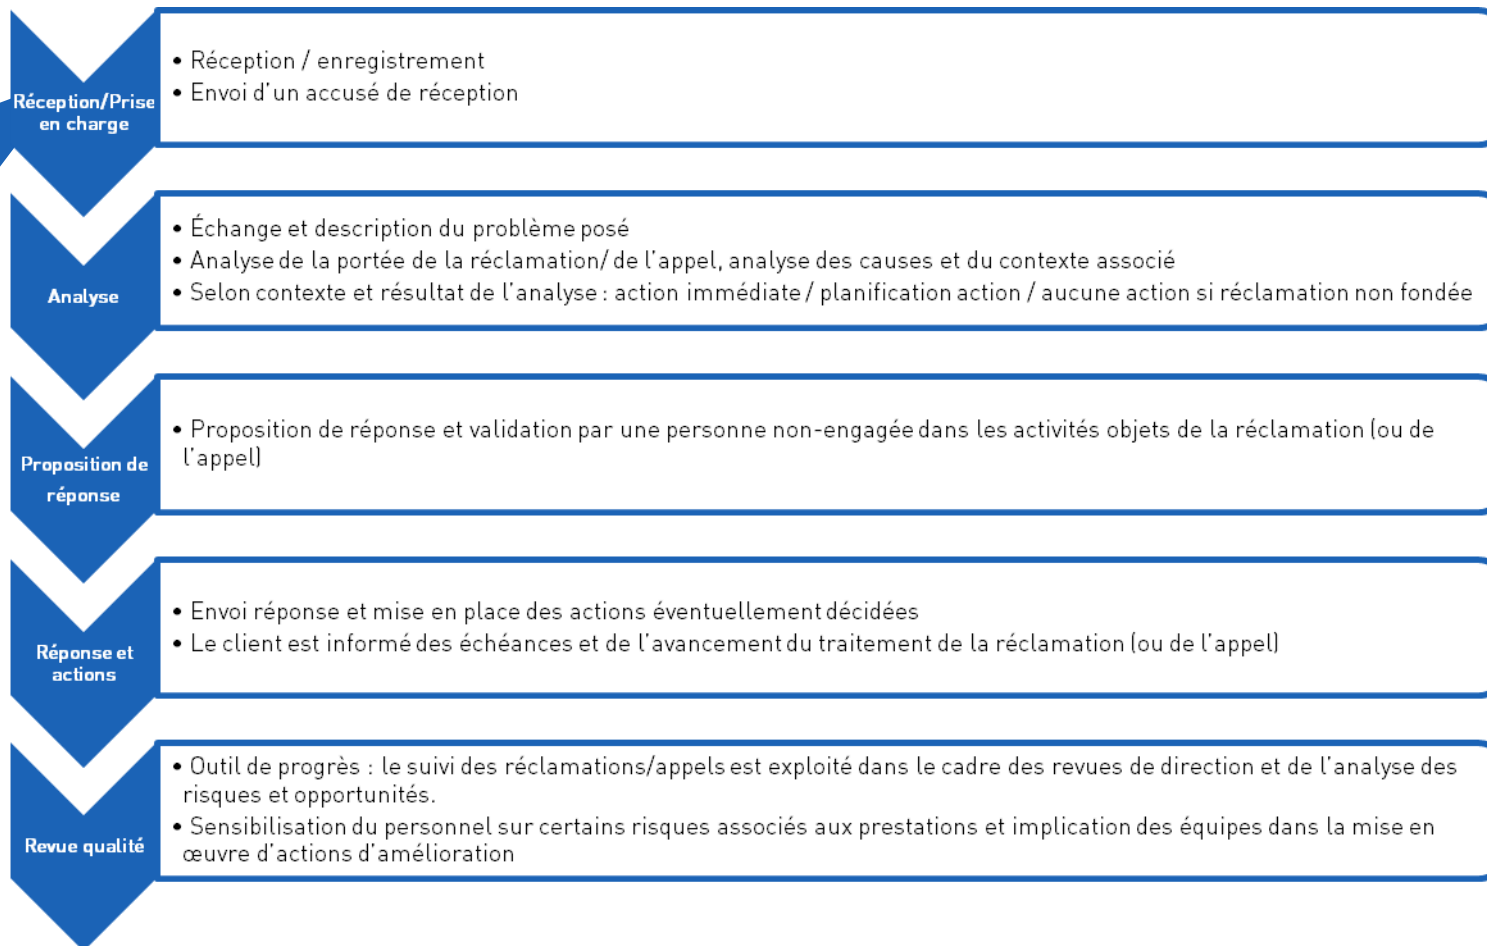 Réception/Prise
en charge
• Réception / enregistrement
• Envoi d'un accusé de réception
Analyse
• Échange et description du problème posé
• Analyse de la portée de la réclamation/ de l'appel, analyse des causes et du contexte associé
• Selon contexte et résultat de l'analyse : action immédiate / planification action / aucune action si réclamation non fondée
Proposition de
réponse
• Proposition de réponse et validation par une personne non-engagée dans les activités objets de la réclamation (ou de
l'appel)
Réponse et
actions
• Envoi réponse et mise en place des actions éventuellement décidées
• Le client est informé des échéances et de l'avancement du traitement de la réclamation (ou de l'appel)
Revue qualité
• Outil de progrès : le suivi des réclamations/appels est exploité dans le cadre des revues de direction et de l'analyse des
risques et opportunités.
• Sensibilisation du personnel sur certains risques associés aux prestations et implication des équipes dans la mise en
œuvre d'actions d'amélioration